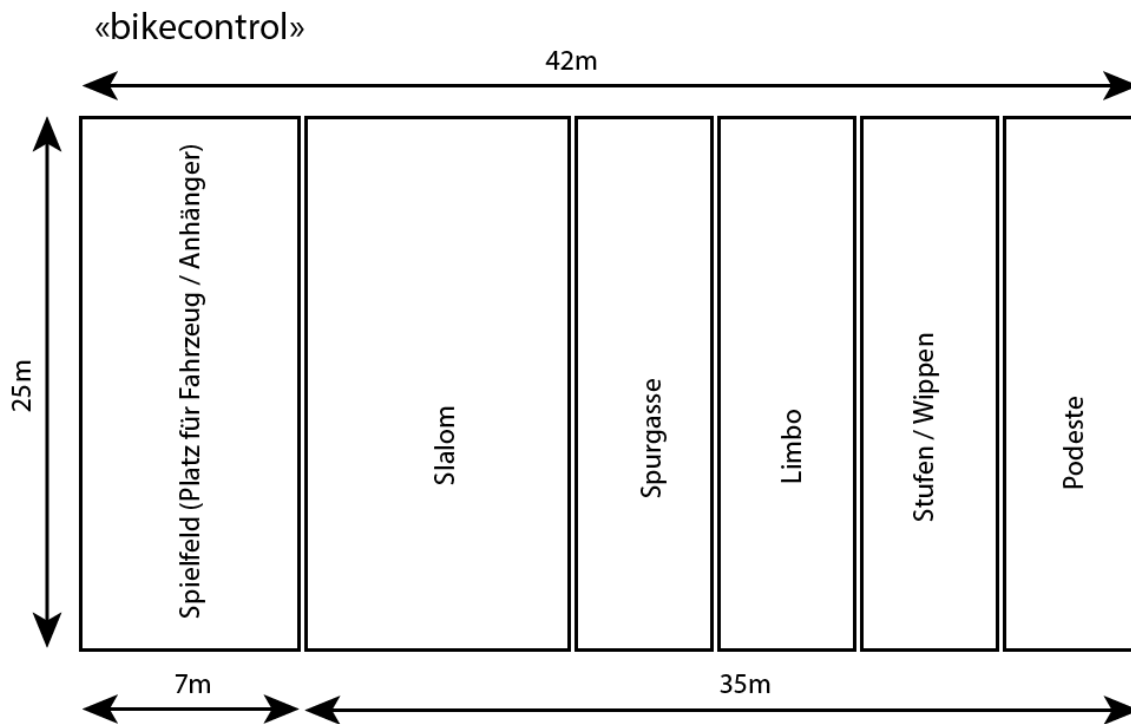 «bikecontrol»
42m
25m
Spielfeld (Platz für Fahrzeug / Anhänger)
Slalom
Spurgasse
Limbo
Stufen / Wippen
Podeste
7m
35m